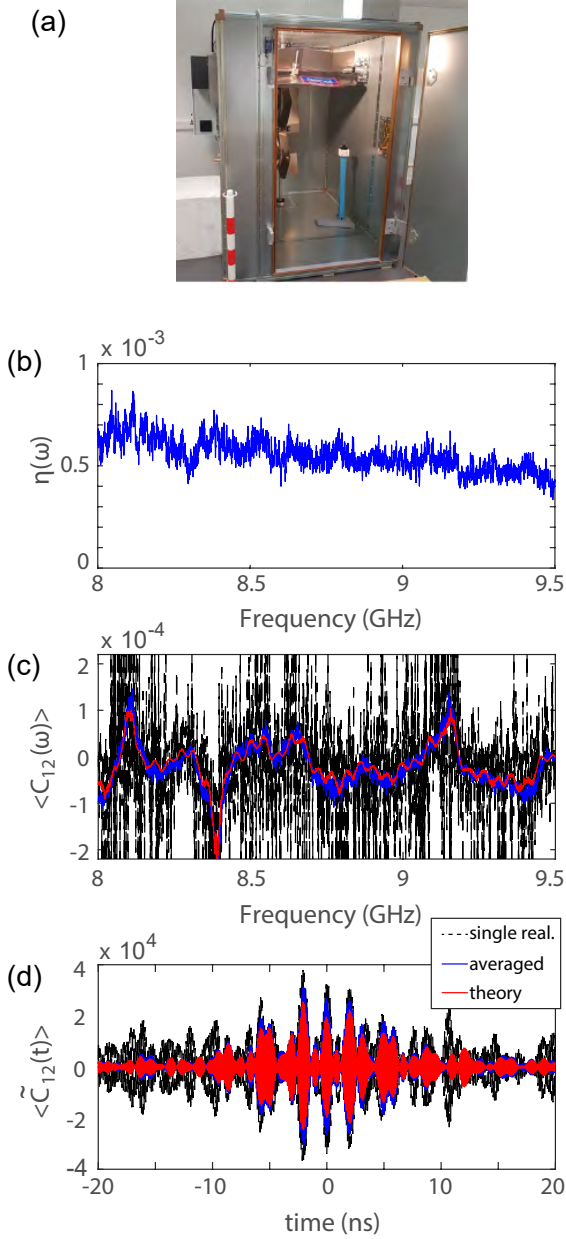 (a)
(b)
x 10⁻³
1
0.5
0
η(ω)
8 8.5 9 9.5
Frequency (GHz)
(c)
x 10⁻⁴
2
1
0
-1
-2
<C₁₂(ω)>
8 8.5 9 9.5
Frequency (GHz)
single real.
averaged
theory
(d)
x 10⁴
4
2
0
-2
-4
<C̃₁₂(t)>
-20 -10 0 10 20
time (ns)